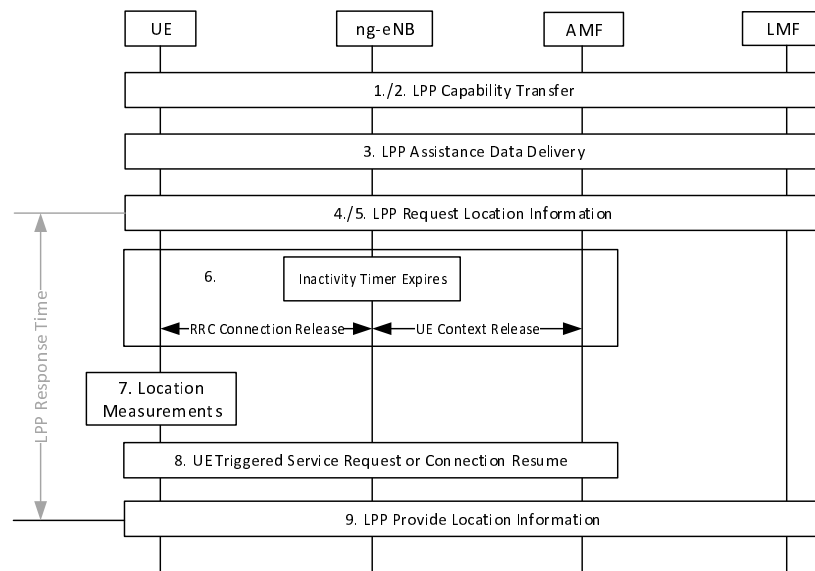 UE
ng-eNB
AMF
LMF
1./2. LPP Capability Transfer
3. LPP Assistance Data Delivery
4./5. LPP Request Location Information
6.
Inactivity Timer Expires
RRC Connection Release
UE Context Release
LPP Response Time
7. Location
Measurements
8. UE Triggered Service Request or Connection Resume
9. LPP Provide Location Information